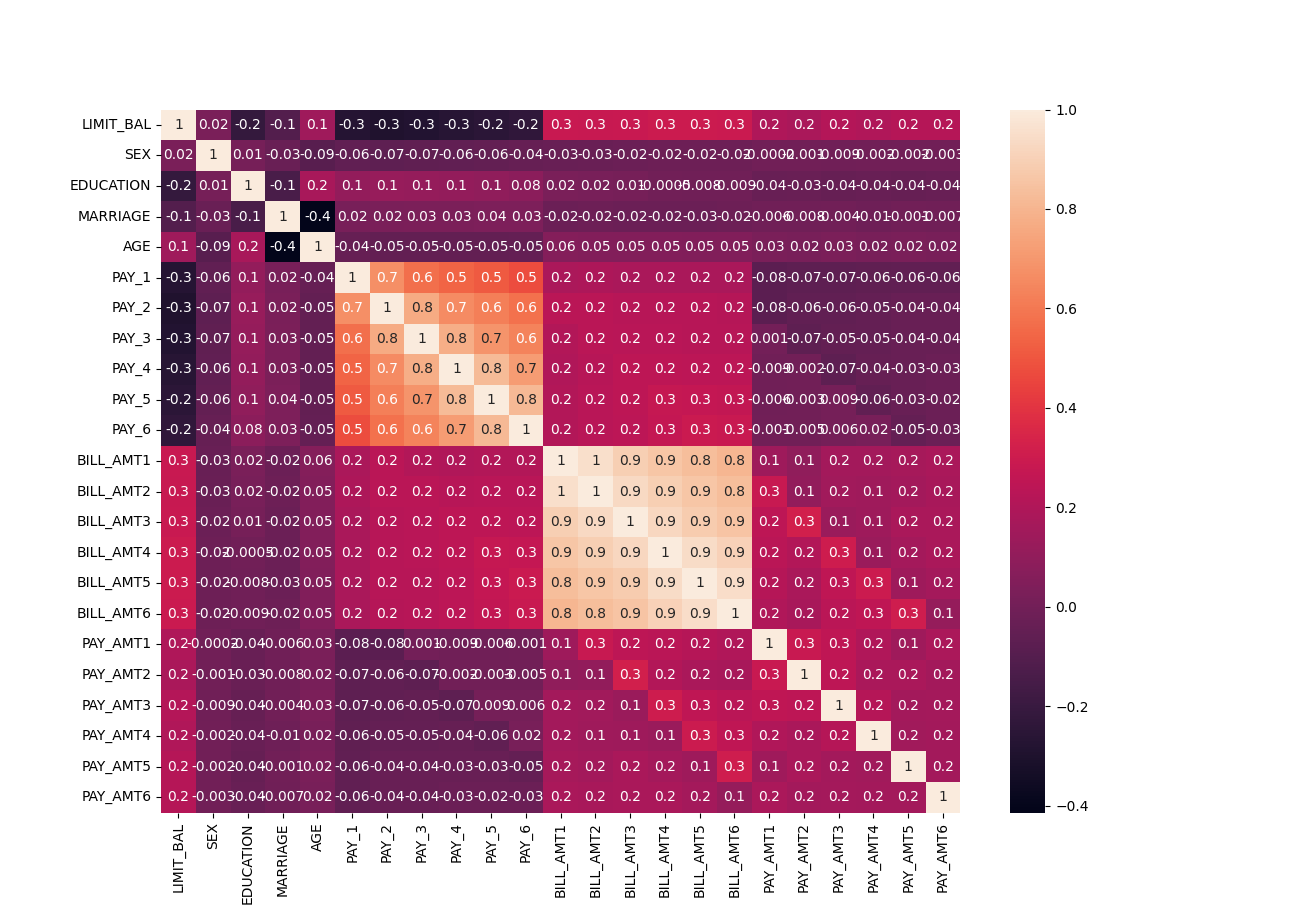 LIMIT_BAL 1 0.02 -0.2 -0.1 0.1 -0.3 -0.3 -0.3 -0.3 -0.2 -0.2 0.3 0.3 0.3 0.3 0.3 0.3 0.2 0.2 0.2 0.2 0.2 0.2
SEX 0.02 1 0.01 -0.03 -0.09 -0.06 -0.07 -0.07 -0.06 -0.06 -0.04 -0.03 -0.03 -0.02 -0.02 -0.02 -0.02 -0.0002 -0.001 -0.009 -0.002 -0.002 -0.003
EDUCATION -0.2 0.01 1 -0.1 0.2 0.1 0.1 0.1 0.1 0.1 0.08 0.02 0.02 0.01 -0.0005 -0.008 -0.009 -0.04 -0.03 -0.04 -0.04 -0.04 -0.04
MARRIAGE -0.1 -0.03 -0.1 1 -0.4 0.02 0.02 0.03 0.03 0.04 0.03 -0.02 -0.02 -0.02 -0.02 -0.03 -0.02 -0.006 -0.008 -0.004 -0.01 -0.001 -0.007
AGE 0.1 -0.09 0.2 -0.4 1 -0.04 -0.05 -0.05 -0.05 -0.05 -0.05 0.06 0.05 0.05 0.05 0.05 0.05 0.03 0.02 0.03 0.02 0.02 0.02
PAY_1 -0.3 -0.06 0.1 0.02 -0.04 1 0.7 0.6 0.5 0.5 0.5 0.2 0.2 0.2 0.2 0.2 0.2 -0.08 -0.07 -0.07 -0.06 -0.06 -0.06
PAY_2 -0.3 -0.07 0.1 0.02 -0.05 0.7 1 0.8 0.7 0.6 0.6 0.2 0.2 0.2 0.2 0.2 0.2 -0.08 -0.06 -0.06 -0.05 -0.04 -0.04
PAY_3 -0.3 -0.07 0.1 0.03 -0.05 0.6 0.8 1 0.8 0.7 0.6 0.2 0.2 0.2 0.2 0.2 0.2 0.001 -0.07 -0.05 -0.05 -0.04 -0.04
PAY_4 -0.3 -0.06 0.1 0.03 -0.05 0.5 0.7 0.8 1 0.8 0.7 0.2 0.2 0.2 0.2 0.2 0.2 -0.009 -0.002 -0.07 -0.04 -0.03 -0.03
PAY_5 -0.2 -0.06 0.1 0.04 -0.05 0.5 0.6 0.7 0.8 1 0.8 0.2 0.2 0.2 0.3 0.3 0.3 -0.006 -0.003 0.009 -0.06 -0.03 -0.02
PAY_6 -0.2 -0.04 0.08 0.03 -0.05 0.5 0.6 0.6 0.7 0.8 1 0.2 0.2 0.2 0.3 0.3 0.3 -0.001 -0.005 0.006 0.02 -0.05 -0.03
BILL_AMT1 0.3 -0.03 0.02 -0.02 0.06 0.2 0.2 0.2 0.2 0.2 0.2 1 1 0.9 0.9 0.8 0.8 0.1 0.1 0.2 0.2 0.2 0.2
BILL_AMT2 0.3 -0.03 0.02 -0.02 0.05 0.2 0.2 0.2 0.2 0.2 0.2 1 1 0.9 0.9 0.9 0.8 0.3 0.1 0.2 0.1 0.2 0.2
BILL_AMT3 0.3 -0.02 0.01 -0.02 0.05 0.2 0.2 0.2 0.2 0.2 0.2 0.9 0.9 1 0.9 0.9 0.9 0.2 0.3 0.1 0.1 0.2 0.2
BILL_AMT4 0.3 -0.02 -0.0005 -0.02 0.05 0.2 0.2 0.2 0.2 0.3 0.3 0.9 0.9 0.9 1 0.9 0.9 0.2 0.2 0.3 0.1 0.2 0.2
BILL_AMT5 0.3 -0.02 -0.008 -0.03 0.05 0.2 0.2 0.2 0.2 0.3 0.3 0.8 0.9 0.9 0.9 1 0.9 0.2 0.2 0.3 0.3 0.1 0.2
BILL_AMT6 0.3 -0.02 -0.009 -0.02 0.05 0.2 0.2 0.2 0.2 0.3 0.3 0.8 0.8 0.9 0.9 0.9 1 0.2 0.2 0.2 0.3 0.3 0.1
PAY_AMT1 0.2 -0.0002 -0.04 -0.006 0.03 -0.08 -0.08 0.001 -0.009 -0.006 -0.001 0.1 0.3 0.2 0.2 0.2 0.2 1 0.3 0.3 0.2 0.1 0.2
PAY_AMT2 0.2 -0.001 -0.03 -0.008 0.02 -0.07 -0.06 -0.07 -0.002 -0.003 -0.005 0.1 0.1 0.3 0.2 0.2 0.2 0.3 1 0.2 0.2 0.2 0.2
PAY_AMT3 0.2 -0.009 -0.04 -0.004 0.03 -0.07 -0.06 -0.05 -0.07 0.009 0.006 0.2 0.2 0.1 0.3 0.3 0.2 0.3 0.2 1 0.2 0.2 0.2
PAY_AMT4 0.2 -0.002 -0.04 -0.01 0.02 -0.06 -0.05 -0.05 -0.04 -0.06 0.02 0.2 0.1 0.1 0.1 0.3 0.3 0.2 0.2 0.2 1 0.2 0.2
PAY_AMT5 0.2 -0.002 -0.04 -0.001 0.02 -0.06 -0.04 -0.04 -0.03 -0.03 -0.05 0.2 0.2 0.2 0.2 0.1 0.3 0.1 0.2 0.2 0.2 1 0.2
PAY_AMT6 0.2 -0.003 -0.04 -0.007 0.02 -0.06 -0.04 -0.04 -0.03 -0.02 -0.03 0.2 0.2 0.2 0.2 0.2 0.1 0.2 0.2 0.2 0.2 0.2 1
LIMIT_BAL SEX EDUCATION MARRIAGE AGE PAY_1 PAY_2 PAY_3 PAY_4 PAY_5 PAY_6 BILL_AMT1 BILL_AMT2 BILL_AMT3 BILL_AMT4 BILL_AMT5 BILL_AMT6 PAY_AMT1 PAY_AMT2 PAY_AMT3 PAY_AMT4 PAY_AMT5 PAY_AMT6
1.0
0.8
0.6
0.4
0.2
0.0
−0.2
−0.4